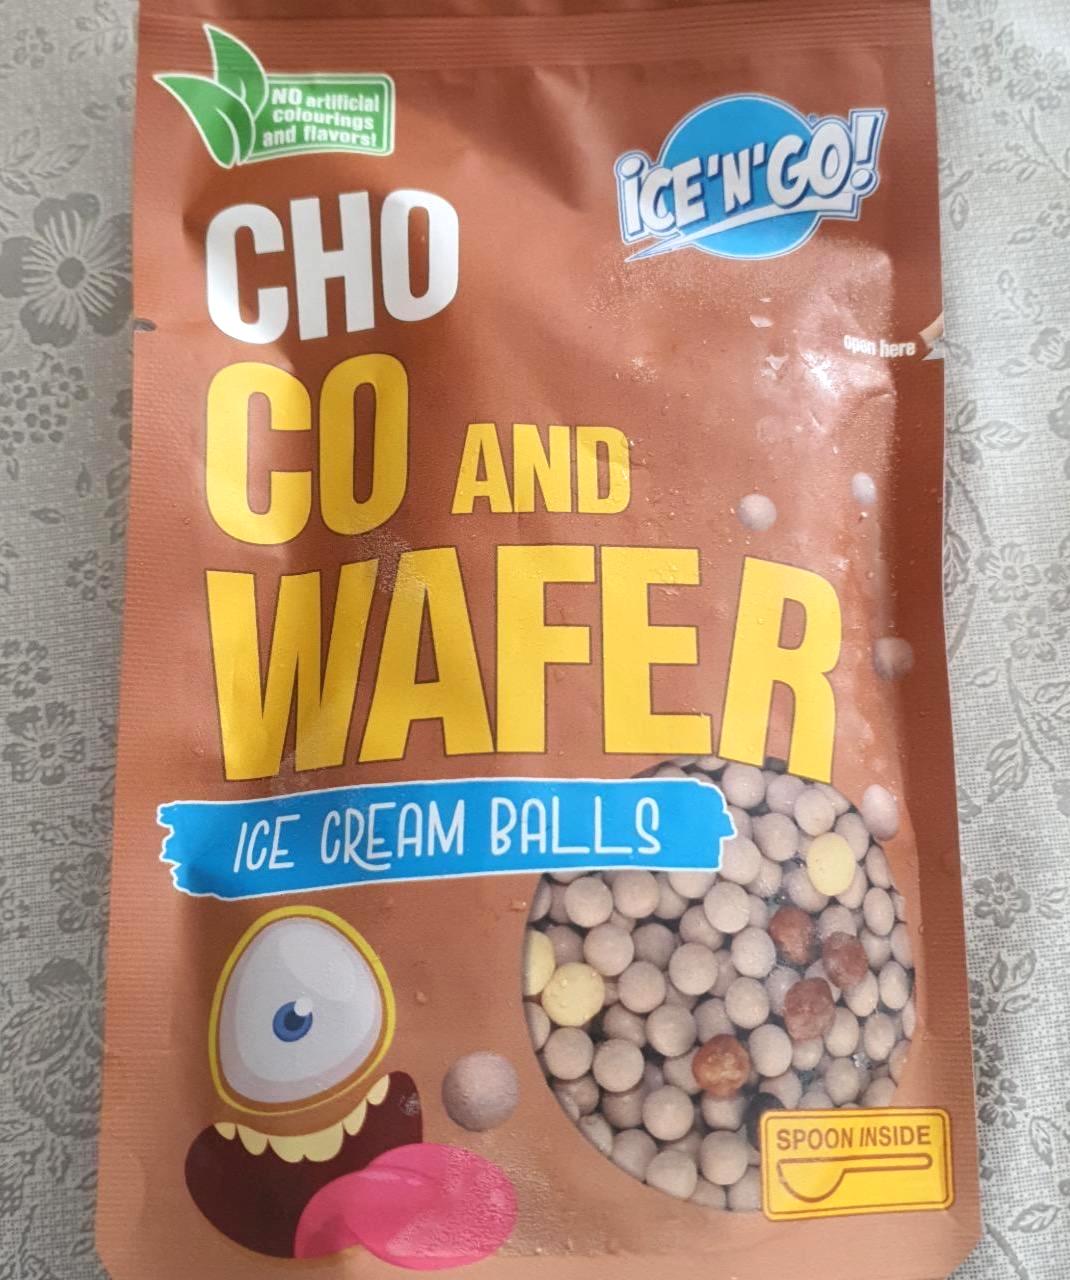 NO artificial
colourings
and flavors!
iCE'N'GO!
CHO
CO AND
WAFER
open here
ICE CREAM BALLS
SPOON INSIDE